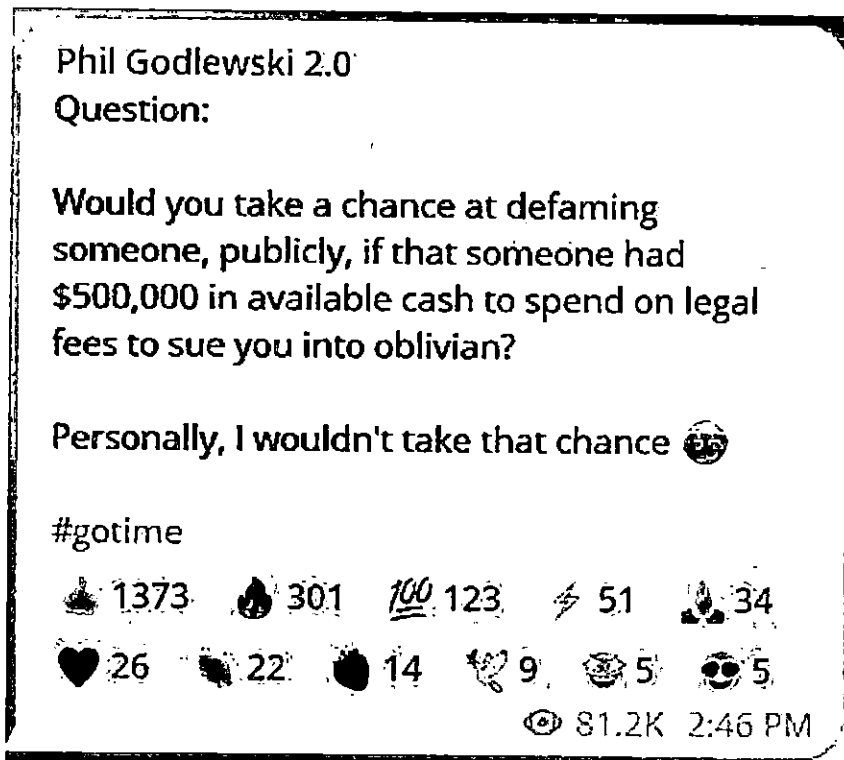 Phil Godlewski 2.0
Question:
Would you take a chance at defaming
someone, publicly, if that someone had
$500,000 in available cash to spend on legal
fees to sue you into oblivian?
Personally, I wouldn't take that chance
#gotime
1373 301 💯 123 51 34
26 22 14 9 5 5
81.2K 2:46 PM